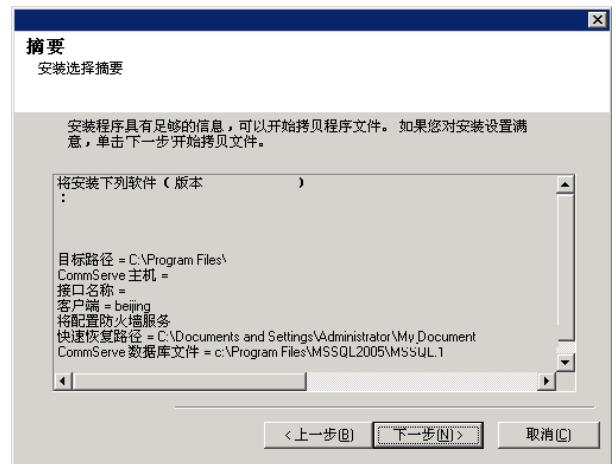 摘要
安装选择摘要
安装程序具有足够的信息，可以开始拷贝程序文件。 如果您对安装设置满
意，单击“下一步”开始拷贝文件。
将安装下列软件（版本 ）
:
目标路径 = C:\Program Files\
CommServe 主机 =
接口名称 =
客户端 = beijing
将配置防火墙服务
快速恢复路径 = C:\Documents and Settings\Administrator\My Document
CommServe 数据库文件 = c:\Program Files\MSSQL2005\MSSQL.1
<上一步(B)
下一步(N)>
取消(C)